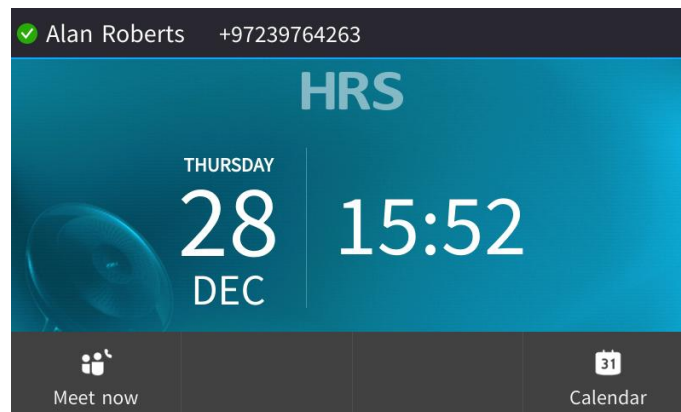 Alan Roberts +97239764263
HRS
THURSDAY
28
DEC
15:52
31
Meet now
Calendar